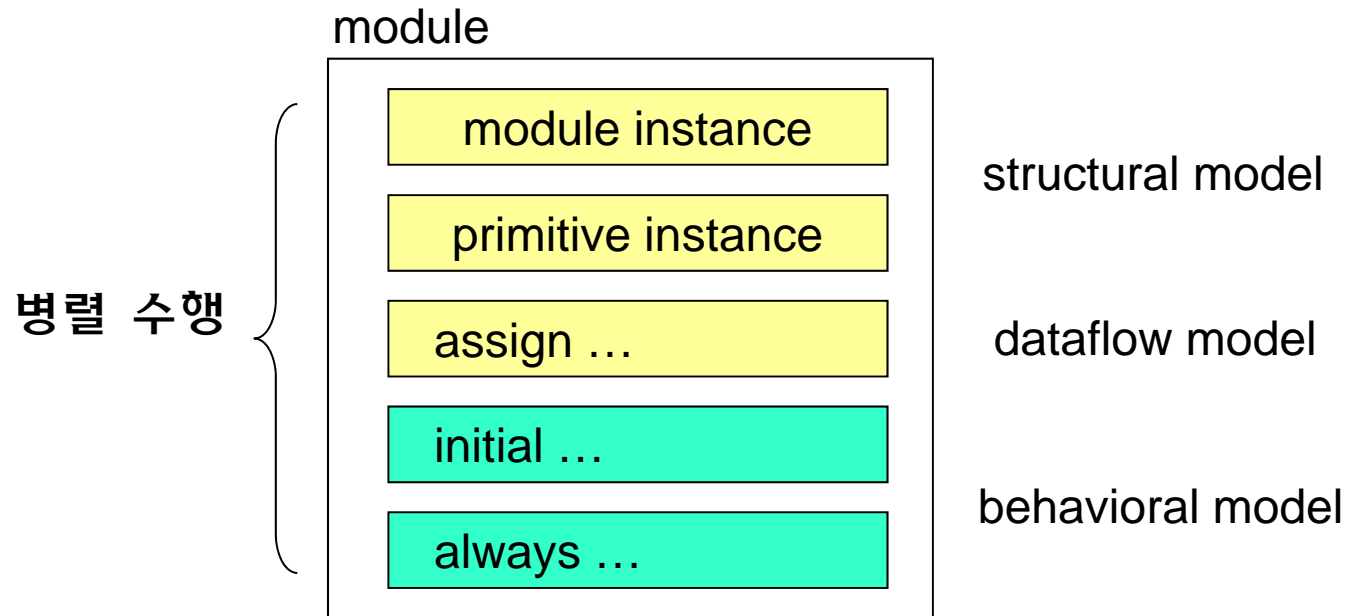 module
module instance
structural model
primitive instance
병렬 수행
assign …
dataflow model
initial …
behavioral model
always …